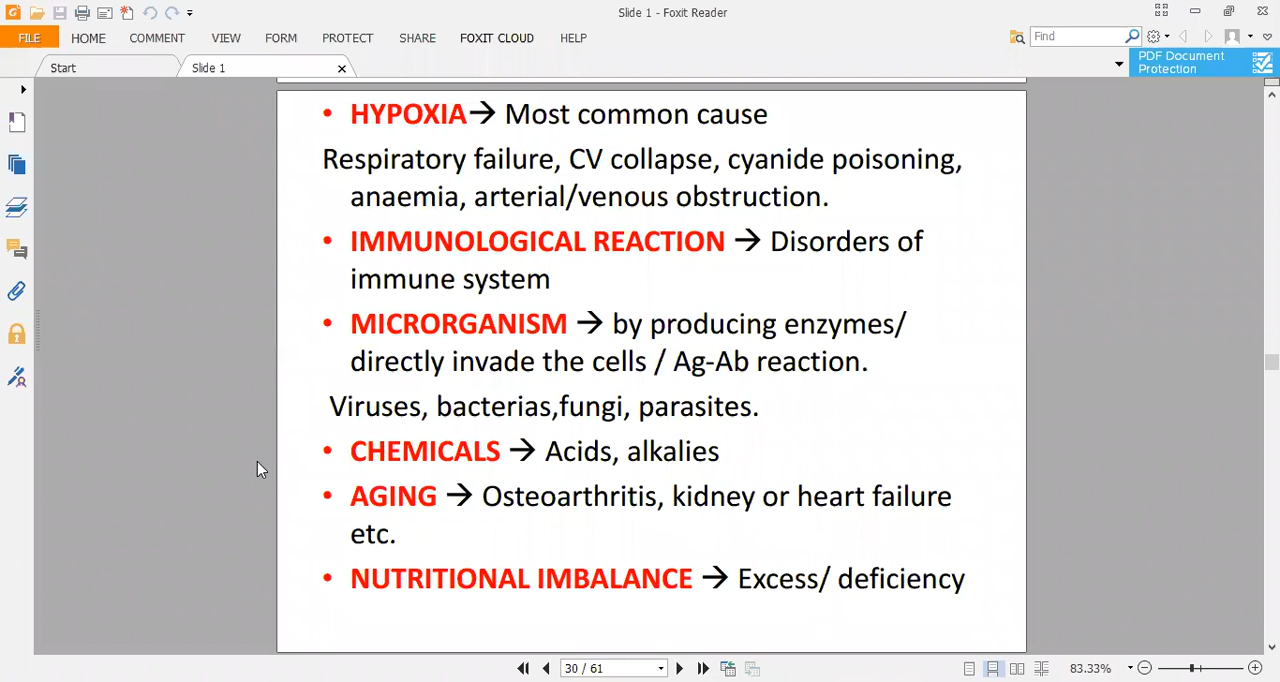 Slide 1 - Foxit Reader
FILE HOME COMMENT VIEW FORM PROTECT SHARE FOXIT CLOUD HELP Find
Start Slide 1 PDF Document
Protection
• HYPOXIA→ Most common cause
Respiratory failure, CV collapse, cyanide poisoning,
anaemia, arterial/venous obstruction.
• IMMUNOLOGICAL REACTION → Disorders of
immune system
• MICRORGANISM → by producing enzymes/
directly invade the cells / Ag-Ab reaction.
Viruses, bacterias,fungi, parasites.
• CHEMICALS → Acids, alkalies
• AGING → Osteoarthritis, kidney or heart failure
etc.
• NUTRITIONAL IMBALANCE → Excess/ deficiency
30 / 61 83.33%